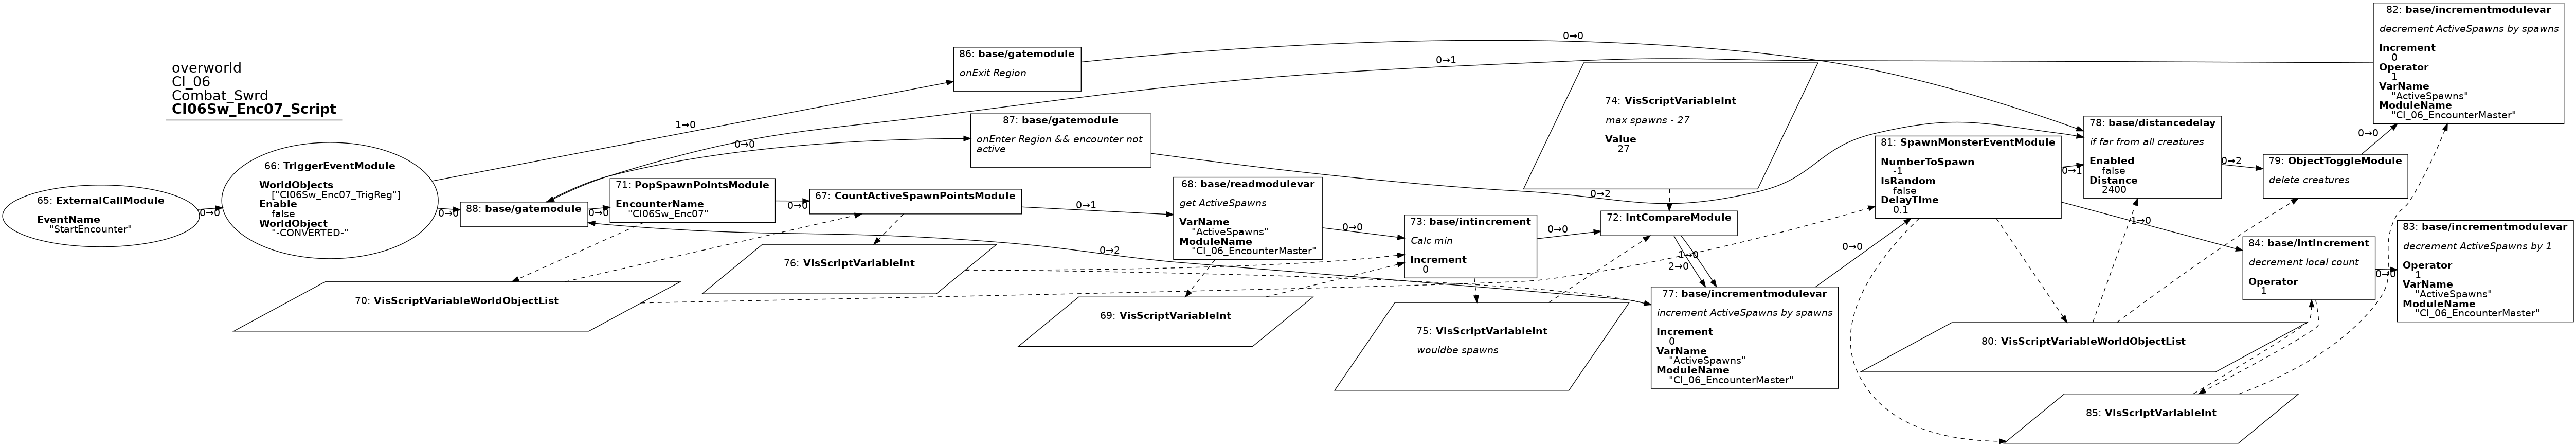 overworld
CI_06
Combat_Swrd
CI06Sw_Enc07_Script
65: ExternalCallModule
EventName
"StartEncounter"
0→0
66: TriggerEventModule
WorldObjects
["CI06Sw_Enc07_TrigReg"]
Enable
false
WorldObject
"-CONVERTED-"
1→0
0→0
88: base/gatemodule
0→0
86: base/gatemodule
onExit Region
0→0
87: base/gatemodule
onEnter Region && encounter not
active
0→0
0→1
0→2
71: PopSpawnPointsModule
EncounterName
"CI06Sw_Enc07"
0→0
67: CountActiveSpawnPointsModule
0→1
70: VisScriptVariableWorldObjectList
76: VisScriptVariableInt
68: base/readmodulevar
get ActiveSpawns
VarName
"ActiveSpawns"
ModuleName
"CI_06_EncounterMaster"
0→0
0→2
69: VisScriptVariableInt
73: base/intincrement
Calc min
Increment
0
0→0
75: VisScriptVariableInt
wouldbe spawns
74: VisScriptVariableInt
max spawns - 27
Value
27
72: IntCompareModule
1→0
2→0
77: base/incrementmodulevar
increment ActiveSpawns by spawns
Increment
0
VarName
"ActiveSpawns"
ModuleName
"CI_06_EncounterMaster"
0→0
81: SpawnMonsterEventModule
NumberToSpawn
-1
IsRandom
false
DelayTime
0.1
0→1
1→0
78: base/distancedelay
if far from all creatures
Enabled
false
Distance
2400
0→2
79: ObjectToggleModule
delete creatures
0→0
80: VisScriptVariableWorldObjectList
85: VisScriptVariableInt
84: base/intincrement
decrement local count
Operator
1
0→0
82: base/incrementmodulevar
decrement ActiveSpawns by spawns
Increment
0
Operator
1
VarName
"ActiveSpawns"
ModuleName
"CI_06_EncounterMaster"
83: base/incrementmodulevar
decrement ActiveSpawns by 1
Operator
1
VarName
"ActiveSpawns"
ModuleName
"CI_06_EncounterMaster"